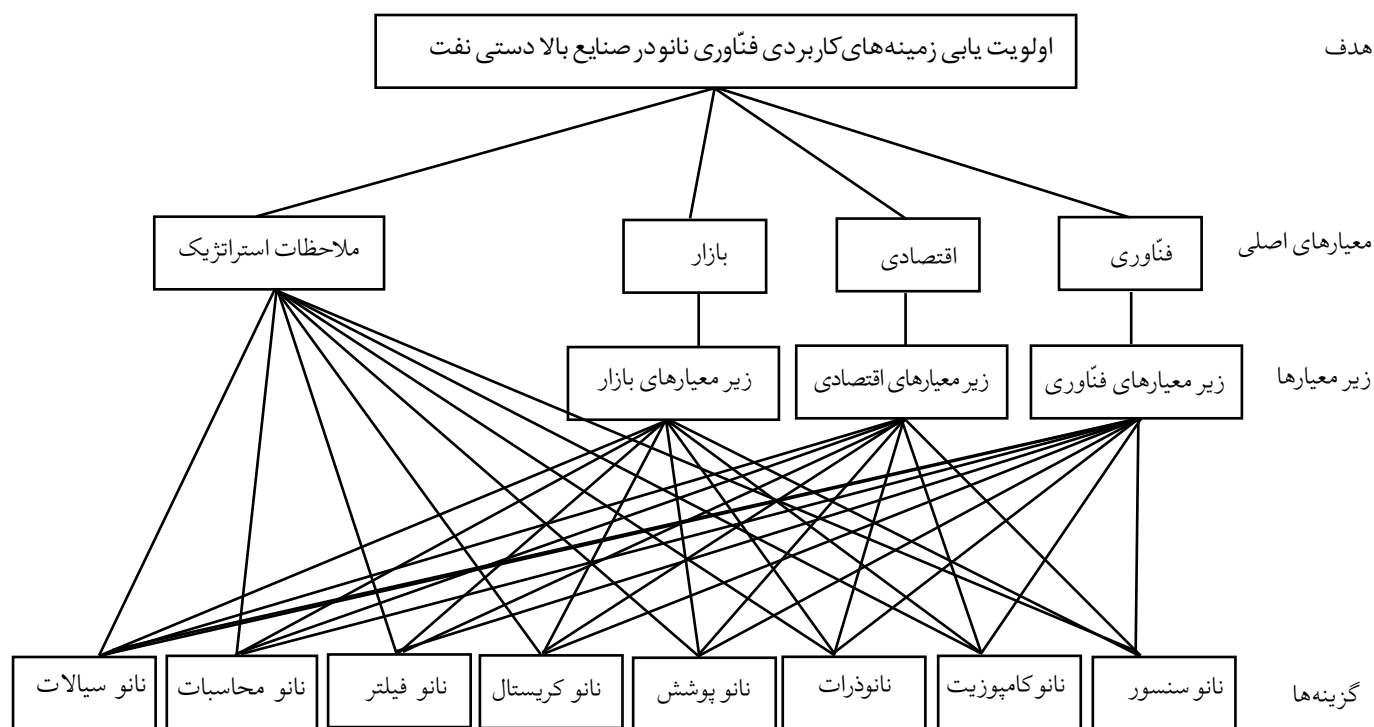 هدف
اولویت یابی زمینه‌های کاربردی فنّاوری نانو در صنایع بالا دستی نفت
معیارهای اصلی
فنّاوری
اقتصادی
بازار
ملاحظات استراتژیک
زیر معیارها
زیر معیارهای فنّاوری
زیر معیارهای اقتصادی
زیر معیارهای بازار
گزینه‌ها
نانو سنسور
نانو کامپوزیت
نانوذرات
نانو پوشش
نانو کریستال
نانو فیلتر
نانو محاسبات
نانو سیالات